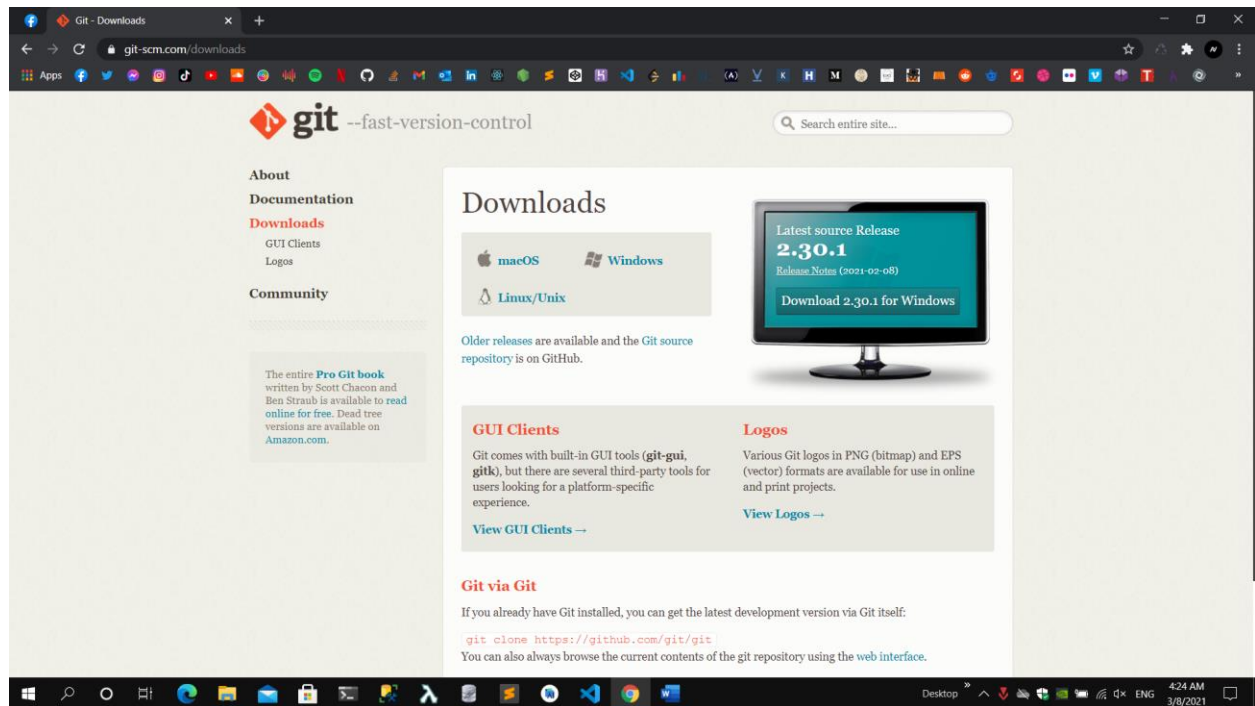 Git - Downloads
git-scm.com/downloads
Apps
git --fast-version-control
Search entire site...
About
Documentation
Downloads
GUI Clients
Logos
Community
The entire Pro Git book
written by Scott Chacon and
Ben Straub is available to read
online for free. Dead tree
versions are available on
Amazon.com.
Downloads
macOS
Windows
Linux/Unix
Older releases are available and the Git source
repository is on GitHub.
Latest source Release
2.30.1
Release Notes (2021-02-08)
Download 2.30.1 for Windows
GUI Clients
Git comes with built-in GUI tools (git-gui,
gitk), but there are several third-party tools for
users looking for a platform-specific
experience.
View GUI Clients →
Logos
Various Git logos in PNG (bitmap) and EPS
(vector) formats are available for use in online
and print projects.
View Logos →
Git via Git
If you already have Git installed, you can get the latest development version via Git itself:
git clone https://github.com/git/git
You can also always browse the current contents of the git repository using the web interface.
Desktop
ENG
4:24 AM
3/8/2021